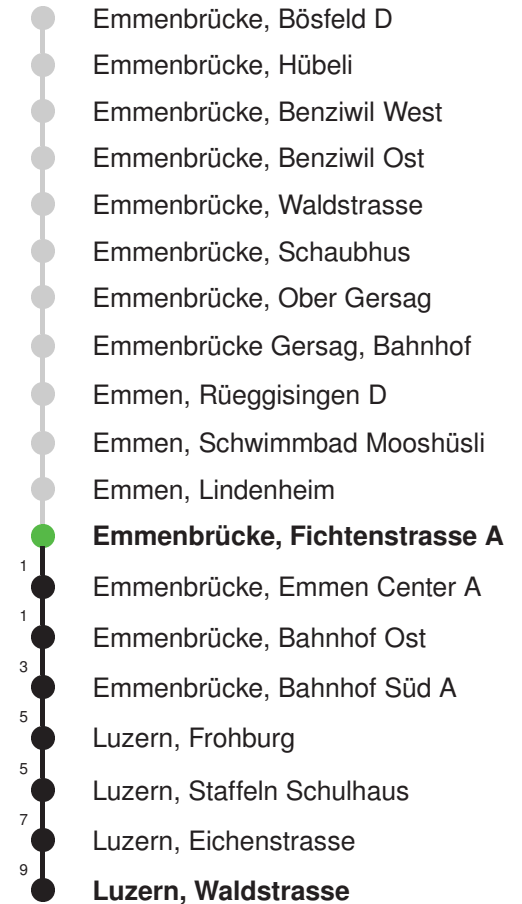 Emmenbrücke, Bösfeld D
Emmenbrücke, Hübeli
Emmenbrücke, Benziwil West
Emmenbrücke, Benziwil Ost
Emmenbrücke, Waldstrasse
Emmenbrücke, Schaubhus
Emmenbrücke, Ober Gersag
Emmenbrücke Gersag, Bahnhof
Emmen, Rüeggisingen D
Emmen, Schwimmbad Mooshüsli
Emmen, Lindenheim
Emmenbrücke, Fichtenstrasse A
1 Emmenbrücke, Emmen Center A
1 Emmenbrücke, Bahnhof Ost
3 Emmenbrücke, Bahnhof Süd A
5 Luzern, Frohburg
5 Luzern, Staffeln Schulhaus
7 Luzern, Eichenstrasse
9 Luzern, Waldstrasse